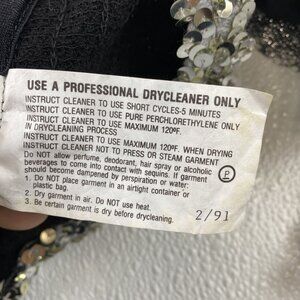 USE A PROFESSIONAL DRYCLEANER ONLY
INSTRUCT CLEANER TO USE SHORT CYCLES-5 MINUTES
INSTRUCT CLEANER TO USE PURE PERCHLORETHYLENE ONLY
INSTRUCT CLEANER TO USE MAXIMUM 120ºF.
IN DRYCLEANING PROCESS
INSTRUCT CLEANER TO USE MAXIMUM 120ºF. WHEN DRYING
INSTRUCT CLEANER NOT TO PRESS OR STEAM GARMENT
Do NOT allow perfume, deodorant, hair spray or alcoholic
beverages to come into contact with sequins. If garment
should become dampened by perspiration or water:
1. Do NOT place garment in an airtight container or
plastic bag.
2. Dry garment in air. Do NOT use heat.
3. Be certain garment is dry before drycleaning.
P
2/91